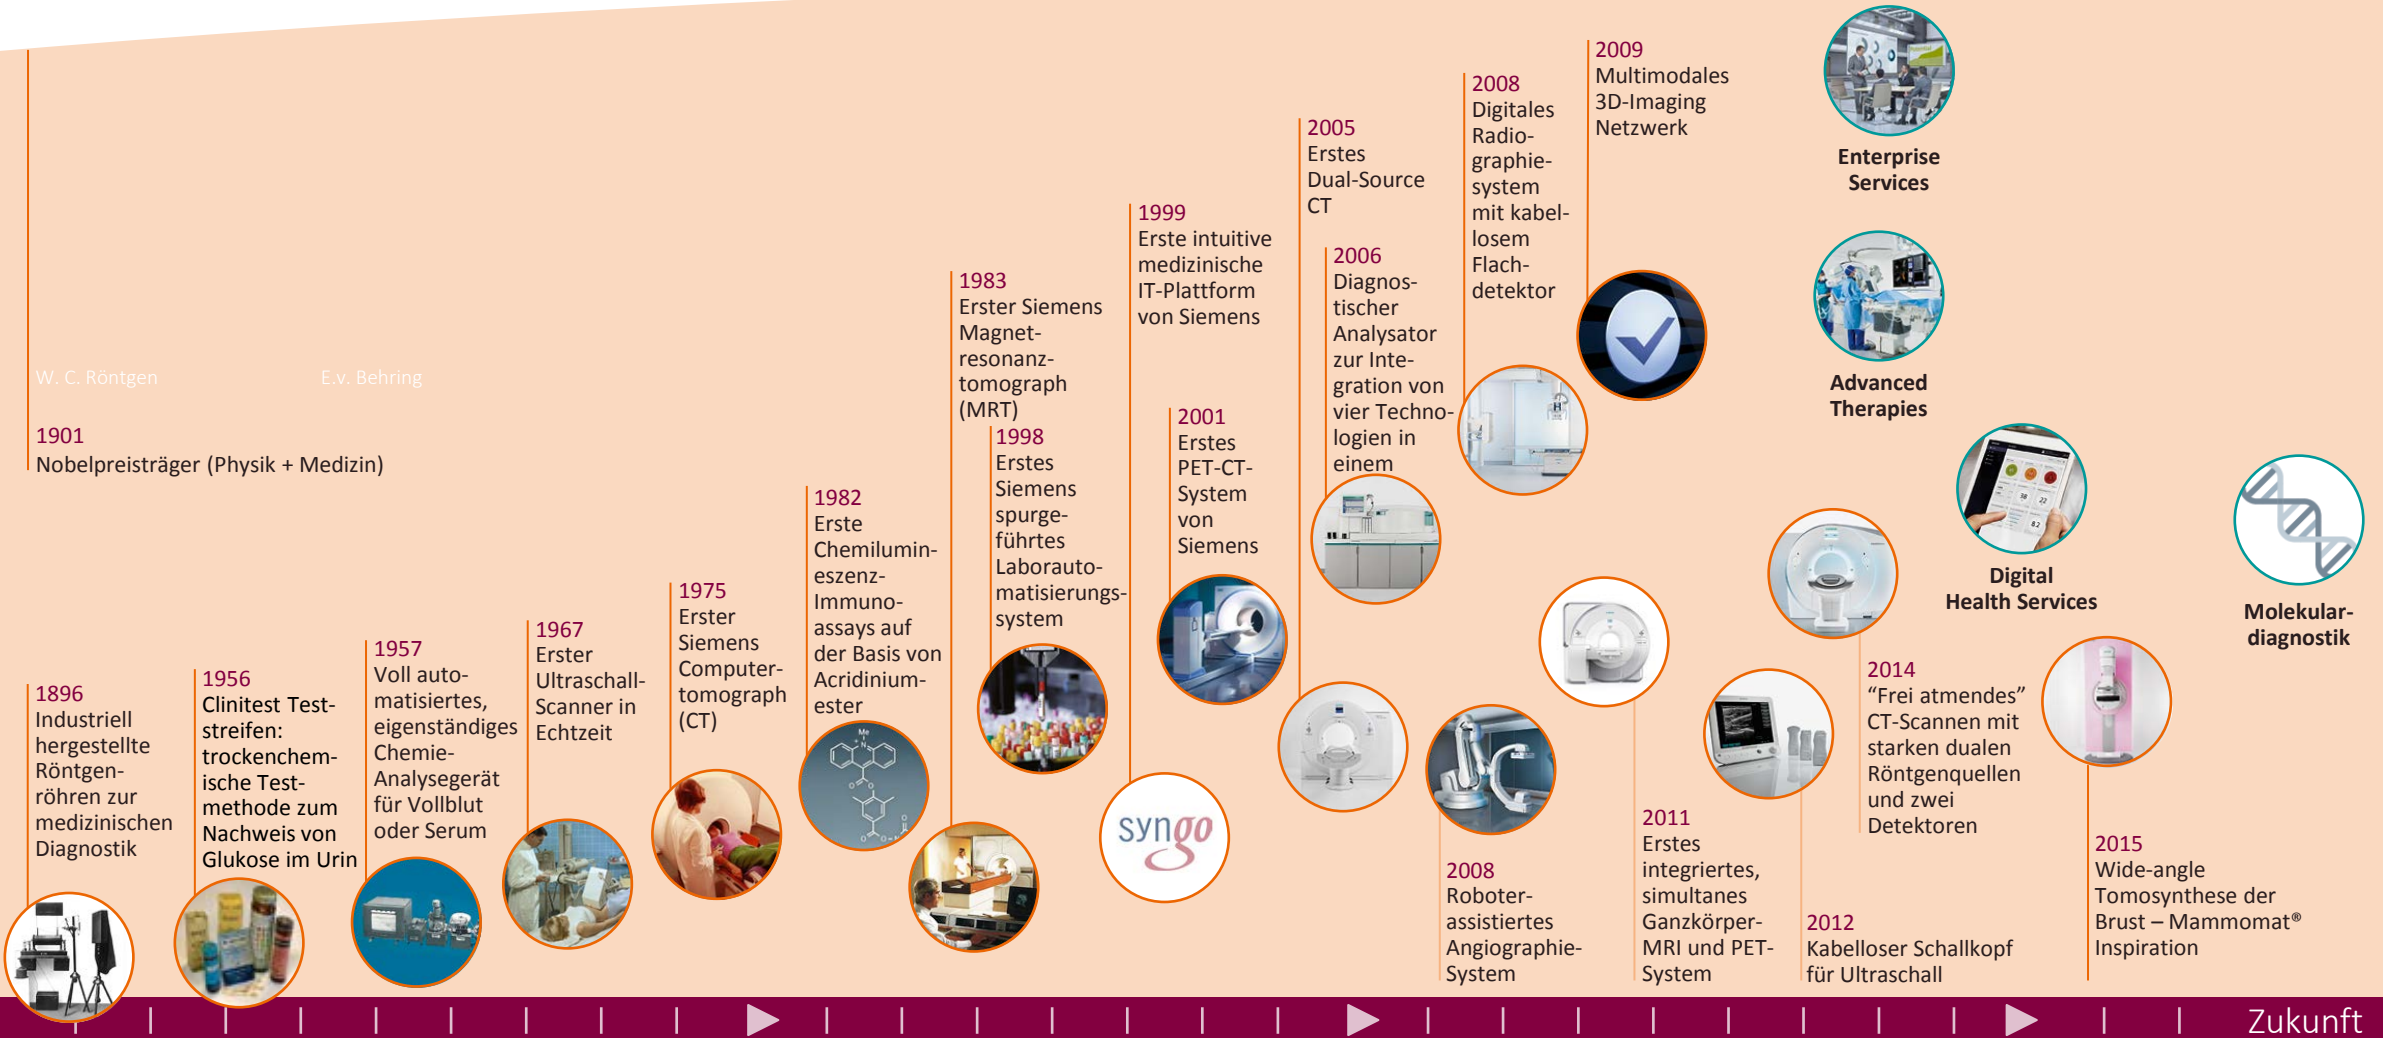 W. C. Röntgen
E.v. Behring
1901
Nobelpreisträger (Physik + Medizin)
1896
Industriell
hergestellte
Röntgen-
röhren zur
medizinischen
Diagnostik
1956
Clinitest Test-
streifen:
trockenchem-
ische Test-
methode zum
Nachweis von
Glukose im Urin
1957
Voll auto-
matisiertes,
eigenständiges
Chemie-
Analysegerät
für Vollblut
oder Serum
1967
Erster
Ultraschall-
Scanner in
Echtzeit
1975
Erster
Siemens
Computer-
tomograph
(CT)
1982
Erste
Chemilumin-
eszenz-
Immuno-
assays auf
der Basis von
Acridinium-
ester
Me
N
O
O
O
O
1983
Erster Siemens
Magnet-
resonanz-
tomograph
(MRT)
1998
Erstes
Siemens
spurge-
führtes
Laborauto-
matisierungs-
system
1999
Erste intuitive
medizinische
IT-Plattform
von Siemens
syngo
2001
Erstes
PET-CT-
System
von
Siemens
2005
Erstes
Dual-Source
CT
2006
Diagnos-
tischer
Analysator
zur Inte-
gration von
vier Techno-
logien in
einem
2008
Digitales
Radio-
graphie-
system
mit kabel-
losem
Flach-
detektor
2008
Roboter-
assistiertes
Angiographie-
System
2009
Multimodales
3D-Imaging
Netzwerk
2011
Erstes
integriertes,
simultanes
Ganzkörper-
MRI und PET-
System
2012
Kabelloser Schallkopf
für Ultraschall
2014
“Frei atmendes”
CT-Scannen mit
starken dualen
Röntgenquellen
und zwei
Detektoren
2015
Wide-angle
Tomosynthese der
Brust – Mammomat®
Inspiration
Enterprise
Services
Advanced
Therapies
38
22
8.2
Digital
Health Services
Molekular-
diagnostik
Zukunft